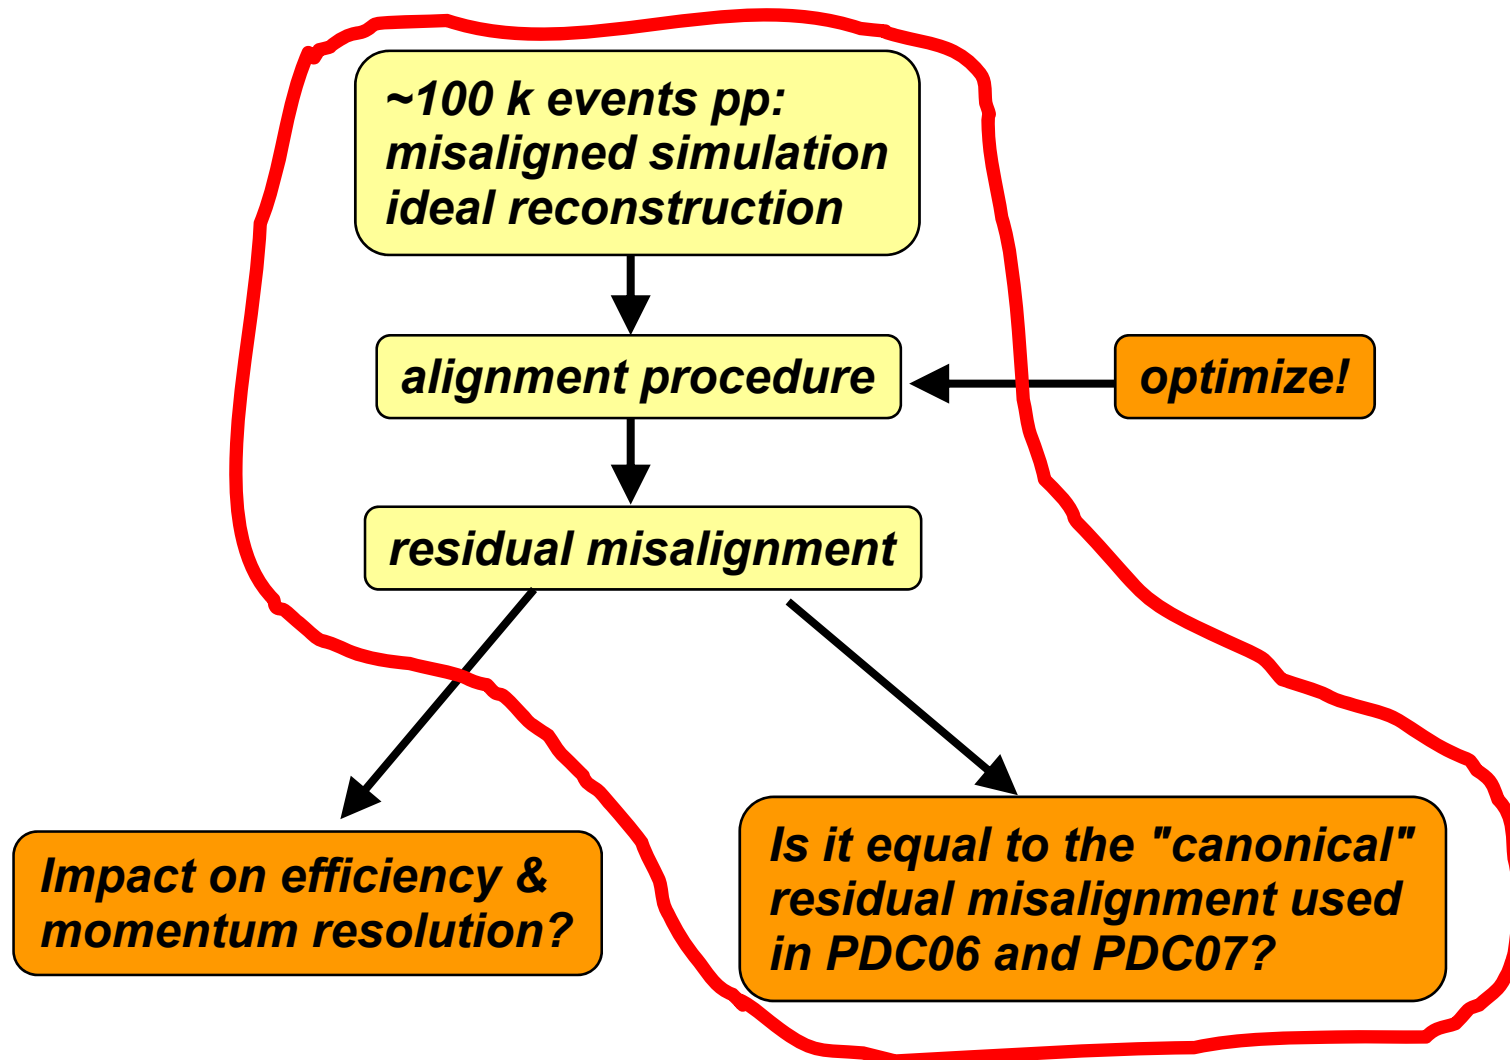 ~100 k events pp:
misaligned simulation
ideal reconstruction
alignment procedure
optimize!
residual misalignment
Impact on efficiency &
momentum resolution?
Is it equal to the "canonical"
residual misalignment used
in PDC06 and PDC07?